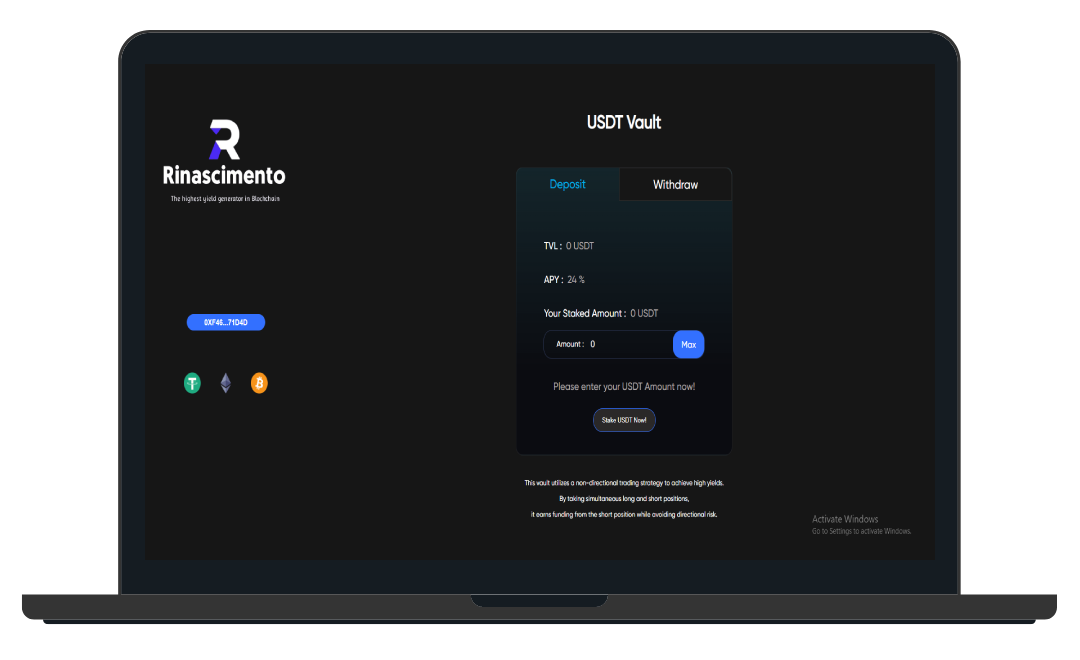 Rinascimento
The highest yield generator in Blockchain
0XF46...71D4D
USDT Vault
Deposit
Withdraw
TVL : 0 USDT
APY : 24 %
Your Staked Amount : 0 USDT
Amount : 0
Max
Please enter your USDT Amount now!
Stake USDT Now!
This vault utilizes a non-directional trading strategy to achieve high yields.
By taking simultaneous long and short positions,
it earns funding from the short position while avoiding directional risk.
Activate Windows
Go to Settings to activate Windows.